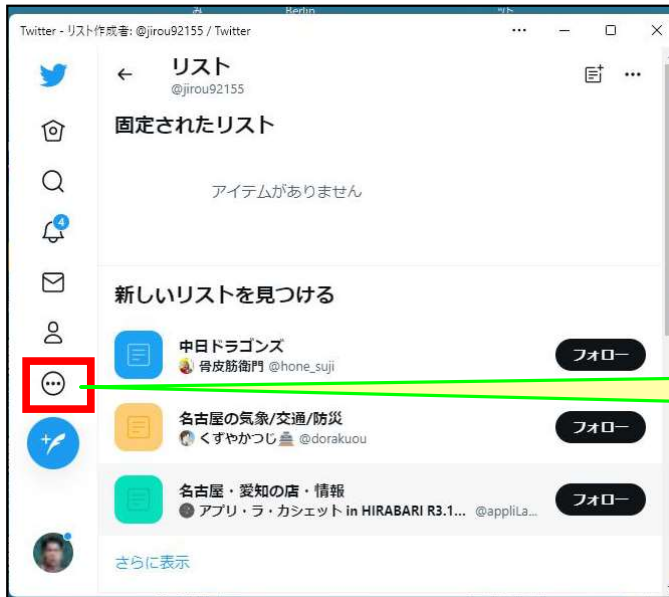 Berlin
Twitter - リスト作成者: @jirou92155 / Twitter
リスト
@jirou92155
固定されたリスト
アイテムがありません
4
新しいリストを見つける
中日ドラゴンズ
骨皮筋衛門 @hone_suji
フォロー
名古屋の気象/交通/防災
くずやかつじ @dorakuou
フォロー
名古屋・愛知の店・情報
アプリ・ラ・カシェット in HIRABARI R3.1... @appliLa...
フォロー
さらに表示